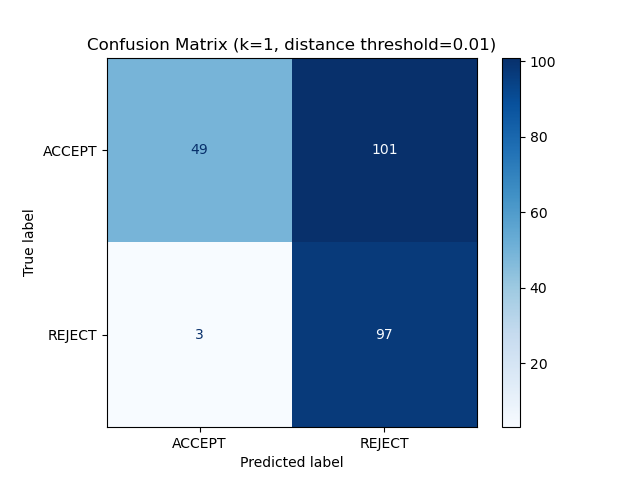 Confusion Matrix (k=1, distance threshold=0.01)
True label
ACCEPT
49
101
REJECT
3
97
ACCEPT
REJECT
Predicted label
100
80
60
40
20